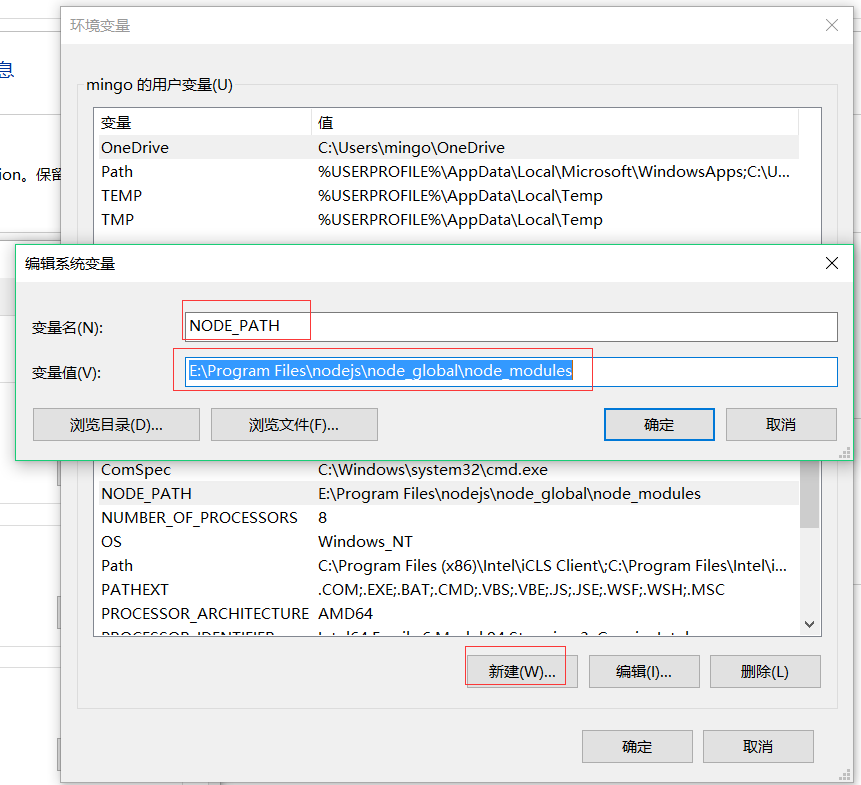 环境变量
息
mingo 的用户变量(U)
变量 值
OneDrive C:\Users\mingo\OneDrive
ion。保留
Path %USERPROFILE%\AppData\Local\Microsoft\WindowsApps;C:\U...
TEMP %USERPROFILE%\AppData\Local\Temp
TMP %USERPROFILE%\AppData\Local\Temp
编辑系统变量
变量名(N): NODE_PATH
变量值(V): E:\Program Files\nodejs\node_global\node_modules
浏览目录(D)... 浏览文件(F)... 确定 取消
ComSpec C:\Windows\system32\cmd.exe
NODE_PATH E:\Program Files\nodejs\node_global\node_modules
NUMBER_OF_PROCESSORS 8
OS Windows_NT
Path C:\Program Files (x86)\Intel\iCLS Client\;C:\Program Files\Intel\i...
PATHEXT .COM;.EXE;.BAT;.CMD;.VBS;.VBE;.JS;.JSE;.WSF;.WSH;.MSC
PROCESSOR_ARCHITECTURE AMD64
PROCESSOR_IDENTIFIER
新建(W)... 编辑(I)... 删除(L)
确定 取消